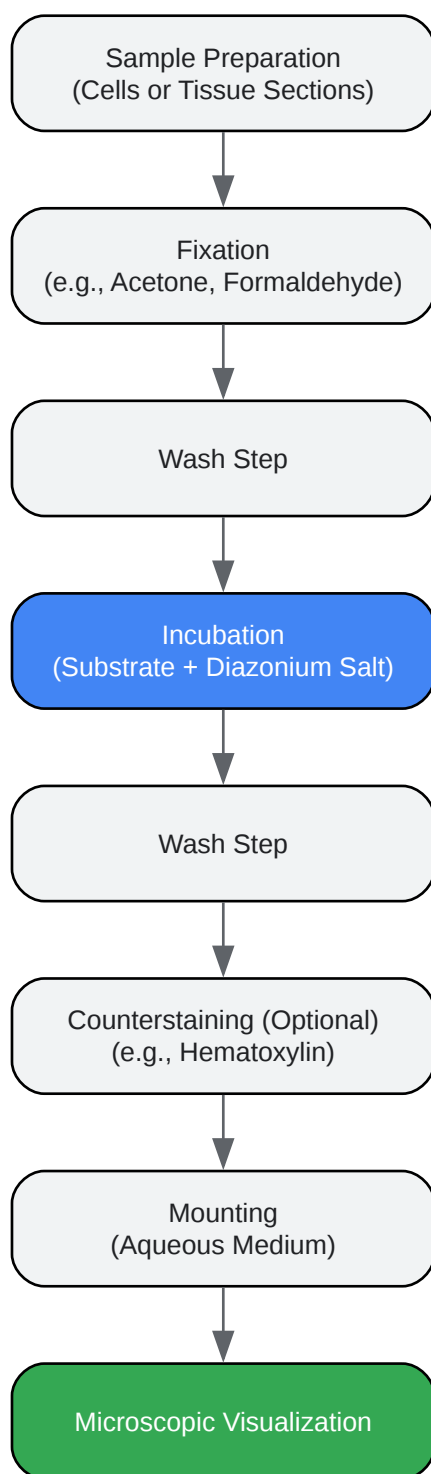 Sample Preparation
(Cells or Tissue Sections)
Fixation
(e.g., Acetone, Formaldehyde)
Wash Step
Incubation
(Substrate + Diazonium Salt)
Wash Step
Counterstaining (Optional)
(e.g., Hematoxylin)
Mounting
(Aqueous Medium)
Microscopic Visualization